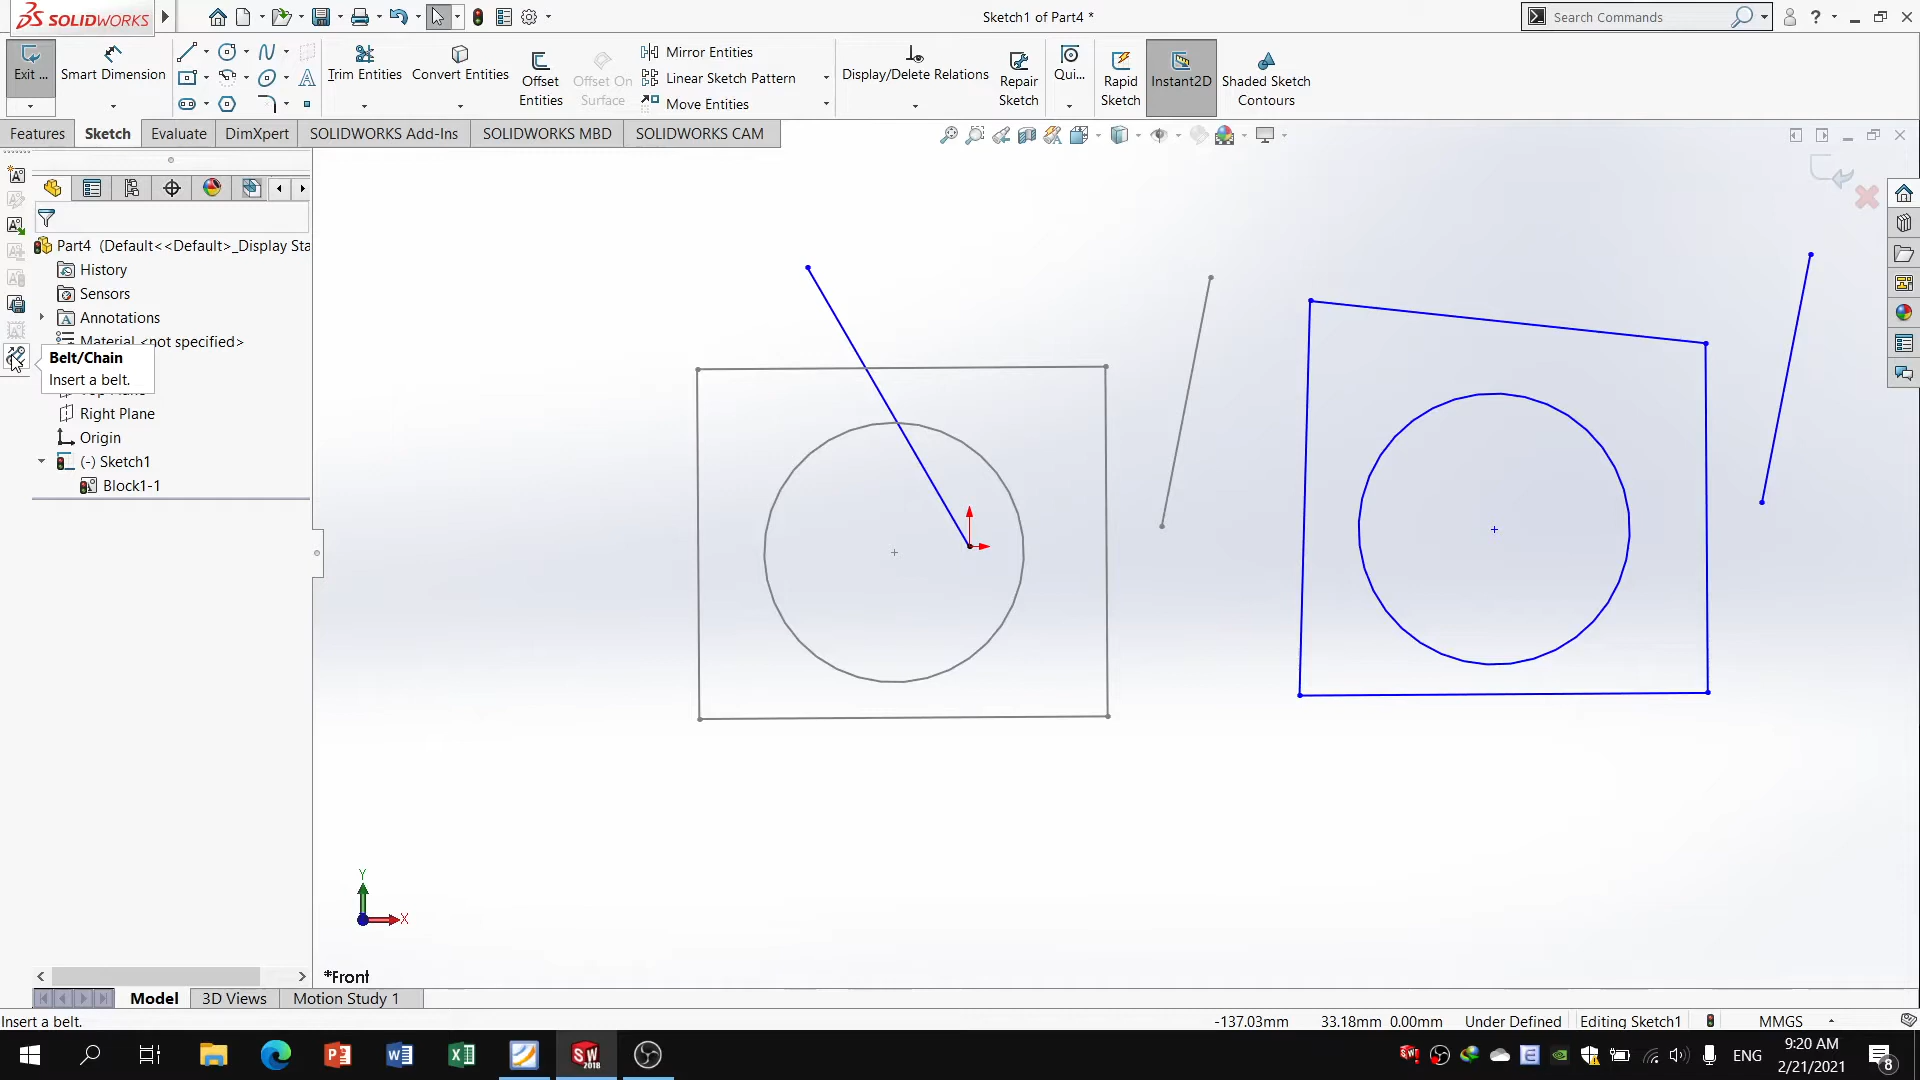 SOLIDWORKS
Sketch1 of Part4 *
Search Commands
Exit ...
Smart Dimension
Trim Entities
Convert Entities
Offset Entities
Offset On Surface
Mirror Entities
Linear Sketch Pattern
Move Entities
Display/Delete Relations
Repair Sketch
Qui...
Rapid Sketch
Instant2D
Shaded Sketch Contours
Features
Sketch
Evaluate
DimXpert
SOLIDWORKS Add-Ins
SOLIDWORKS MBD
SOLIDWORKS CAM
Part4 (Default<<Default>_Display Sta
History
Sensors
Annotations
Material <not specified>
Belt/Chain
Insert a belt.
Right Plane
Origin
(-) Sketch1
Block1-1
Y
X
*Front
Model
3D Views
Motion Study 1
Insert a belt.
-137.03mm
33.18mm 0.00mm
Under Defined
Editing Sketch1
MMGS
SW
2018
ENG
9:20 AM
2/21/2021
8